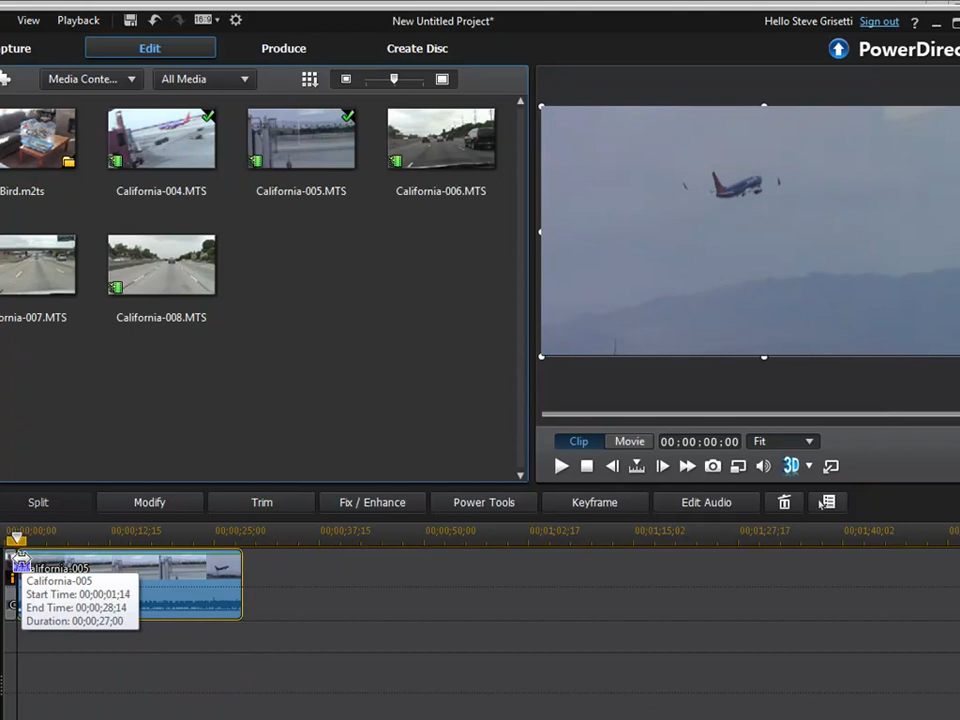 View Playback 16:9 New Untitled Project* Hello Steve Grisetti Sign out ?
pture Edit Produce Create Disc PowerDirec
Media Conte... All Media
Bird.m2ts California-004.MTS California-005.MTS California-006.MTS
ornia-007.MTS California-008.MTS
Clip Movie 00;00;00;00 Fit
3D
Split Modify Trim Fix / Enhance Power Tools Keyframe Edit Audio
00;00;00;00 00;00;12;15 00;00;25;00 00;00;37;15 00;00;50;00 00;01;02;17 00;01;15;02 00;01;27;17 00;01;40;02
alifornia-005
California-005
Start Time: 00;00;01;14
End Time: 00;00;28;14
Duration: 00;00;27;00